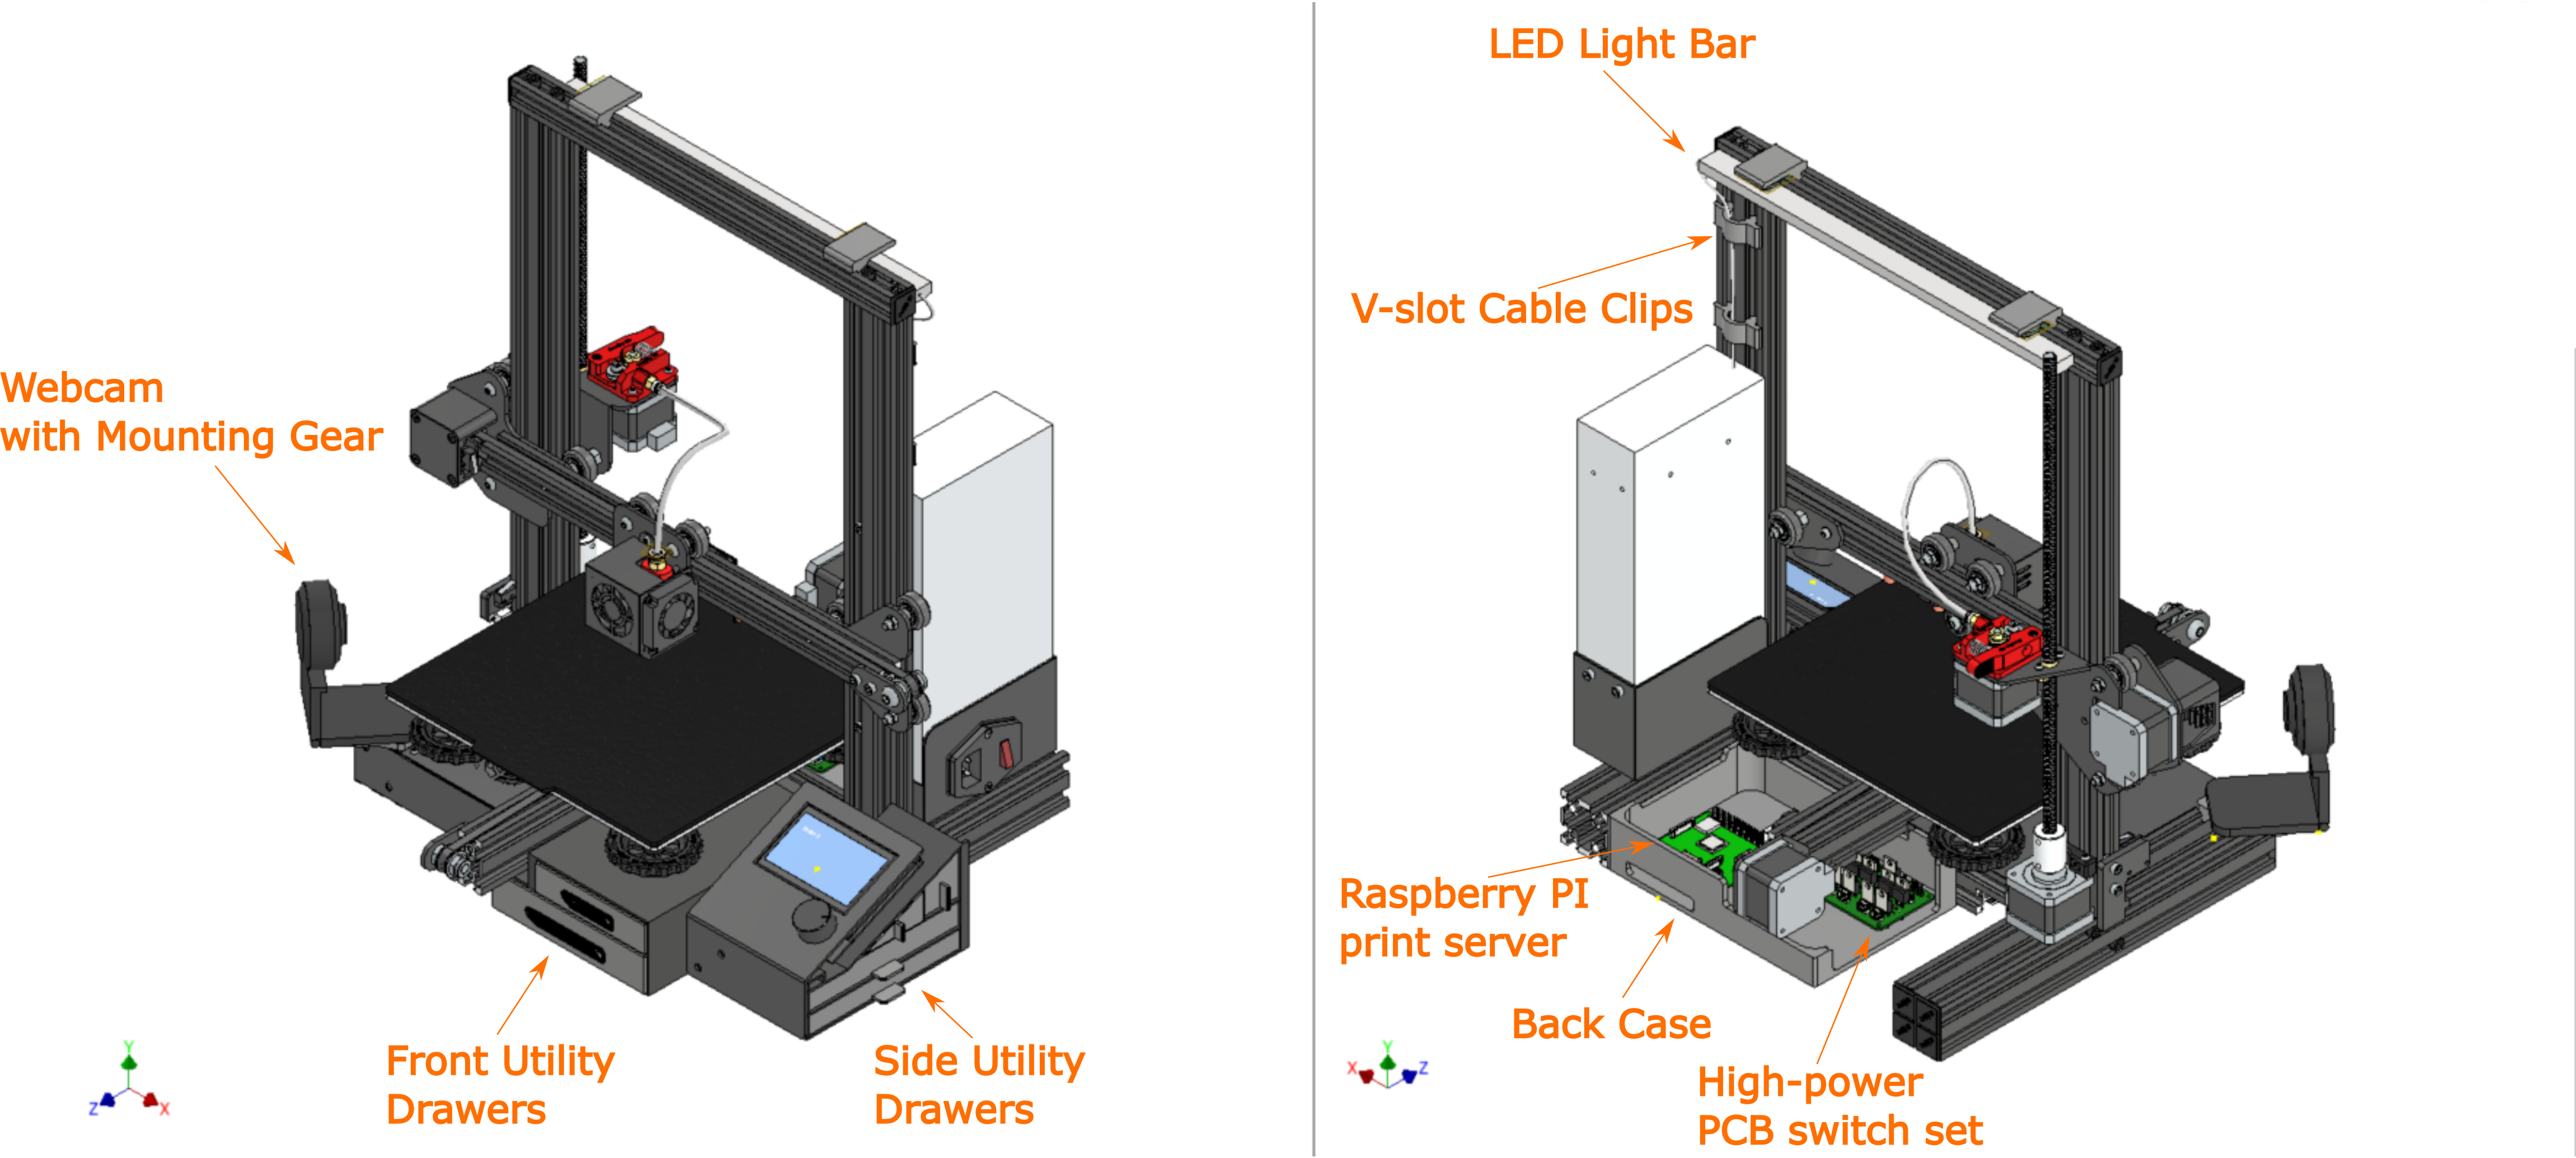 Webcam
with Mounting Gear
Front Utility
Drawers
Side Utility
Drawers
Y
Z
X
LED Light Bar
V-slot Cable Clips
Raspberry PI
print server
Back Case
High-power
PCB switch set
Y
X
Z